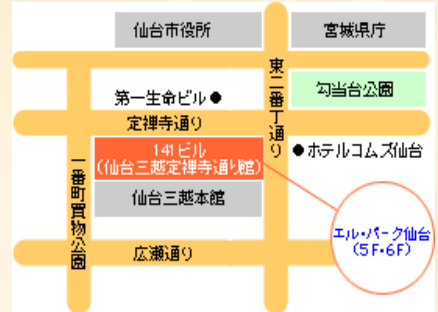 仙台市役所
宮城県庁
東二番丁通り
勾当台公園
第一生命ビル
定禅寺通り
141ビル
(仙台三越定禅寺通り館)
ホテルコムズ仙台
一番町買物公園
仙台三越本館
エル・パーク仙台
(5F・6F)
広瀬通り